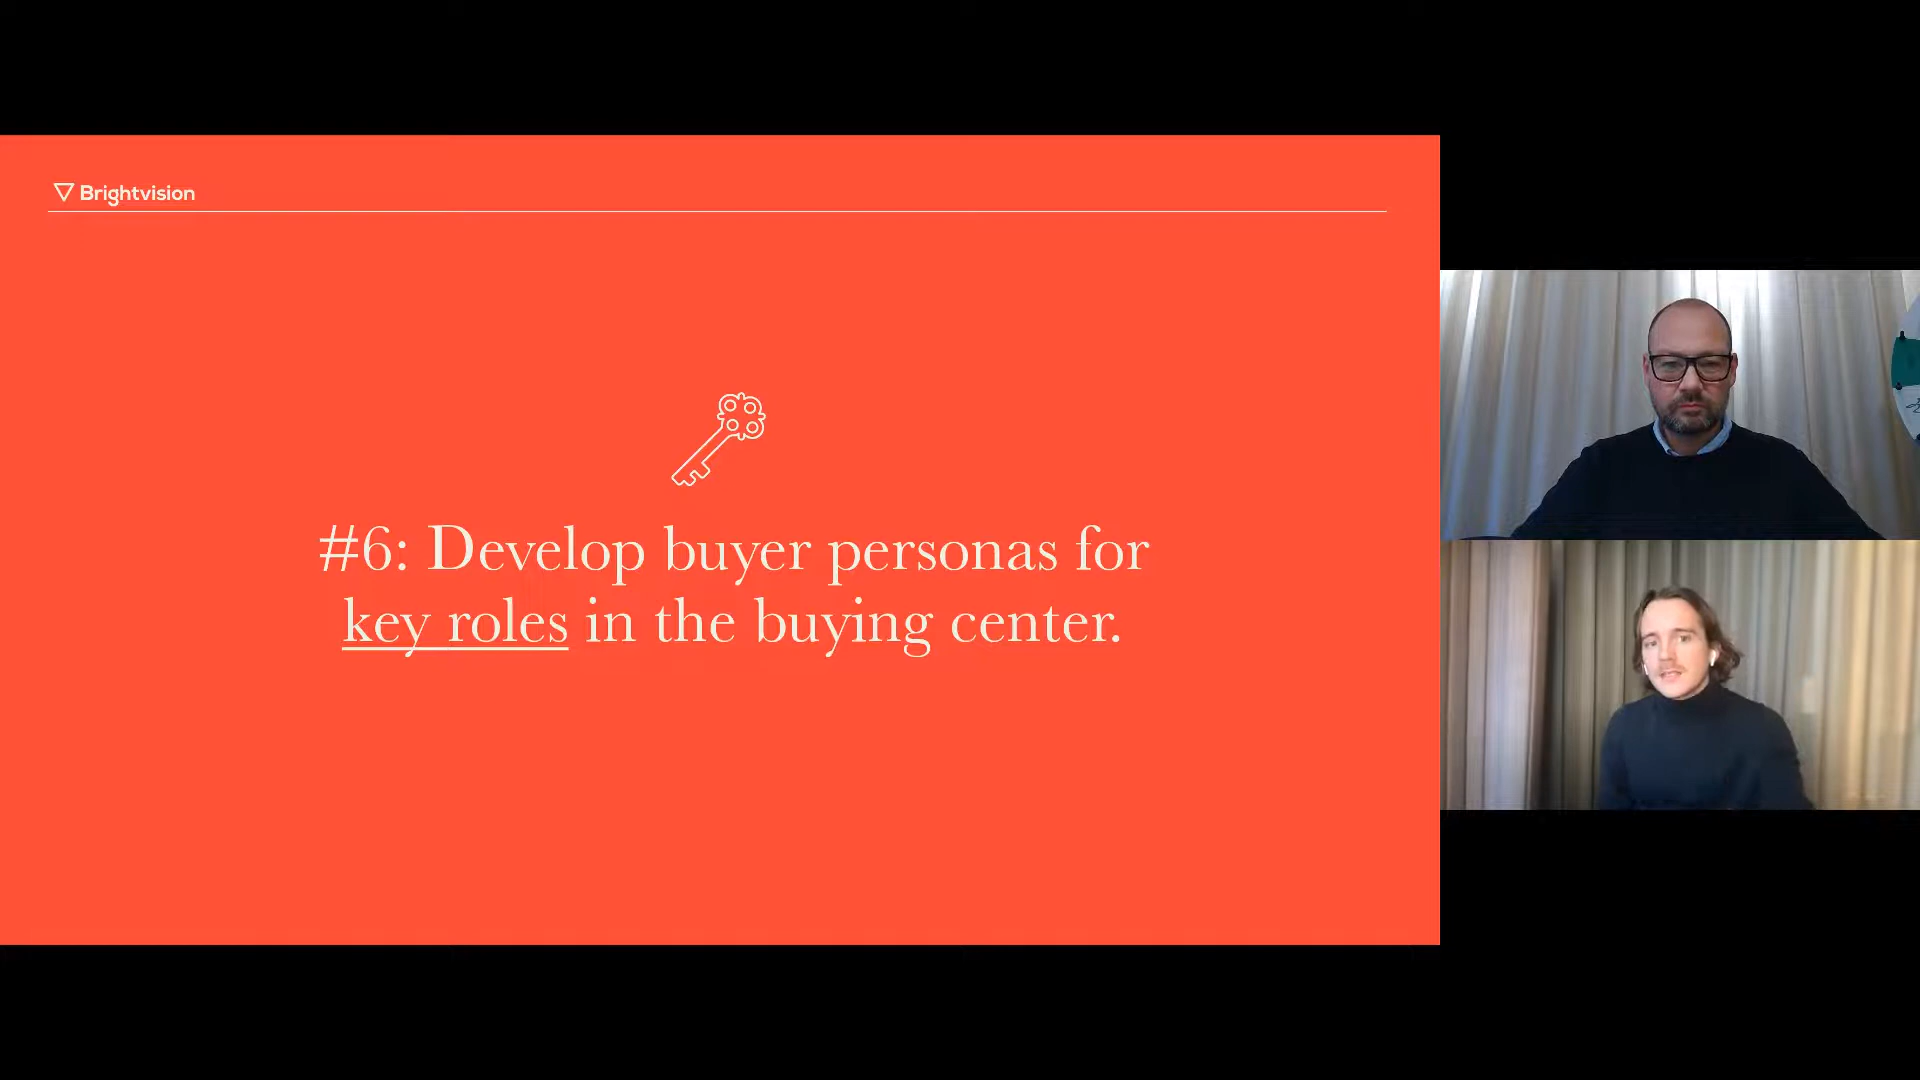 Brightvision
#6: Develop buyer personas for
key roles in the buying center.